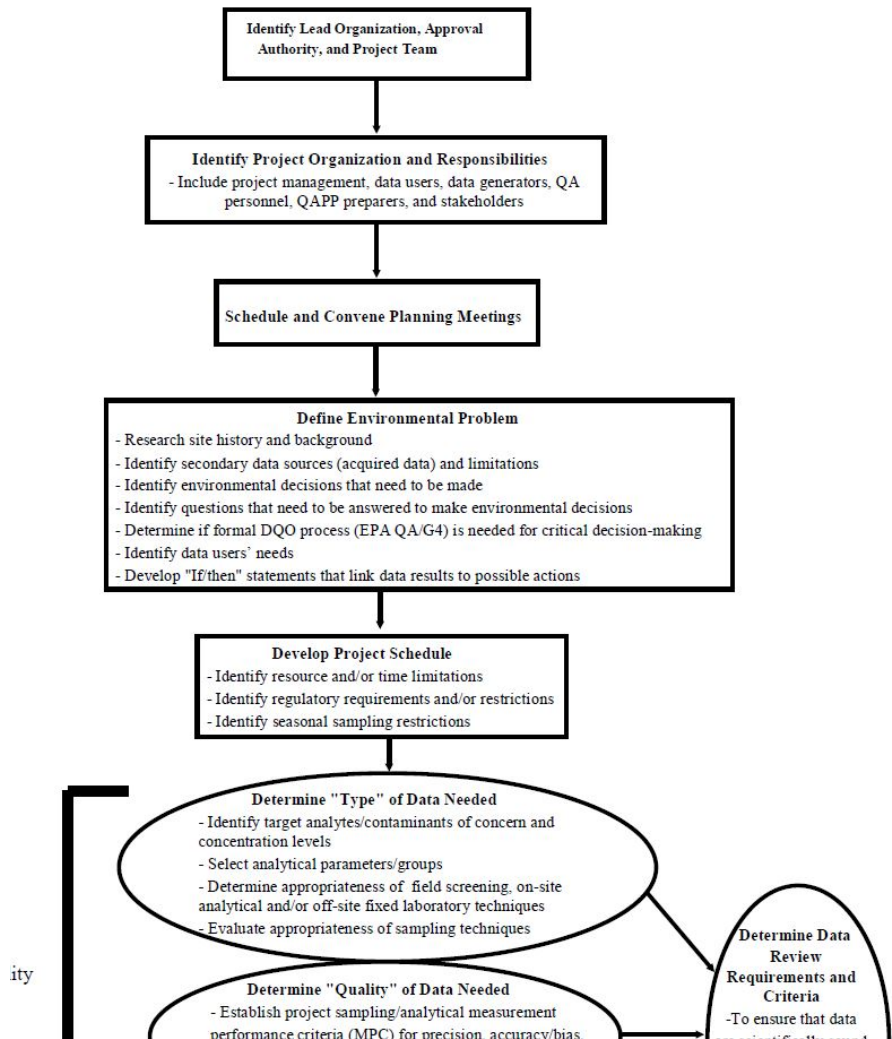 Identify Lead Organization, Approval
Authority, and Project Team
Identify Project Organization and Responsibilities
- Include project management, data users, data generators, QA
personnel, QAPP preparers, and stakeholders
Schedule and Convene Planning Meetings
Define Environmental Problem
- Research site history and background
- Identify secondary data sources (acquired data) and limitations
- Identify environmental decisions that need to be made
- Identify questions that need to be answered to make environmental decisions
- Determine if formal DQO process (EPA QA/G4) is needed for critical decision-making
- Identify data users' needs
- Develop "If/then" statements that link data results to possible actions
Develop Project Schedule
- Identify resource and/or time limitations
- Identify regulatory requirements and/or restrictions
- Identify seasonal sampling restrictions
Determine "Type" of Data Needed
- Identify target analytes/contaminants of concern and
concentration levels
- Select analytical parameters/groups
- Determine appropriateness of field screening, on-site
analytical and/or off-site fixed laboratory techniques
- Evaluate appropriateness of sampling techniques
ity
Determine "Quality" of Data Needed
- Establish project sampling/analytical measurement
performance criteria (MPC) for precision, accuracy/bias,
Determine Data
Review
Requirements and
Criteria
-To ensure that data